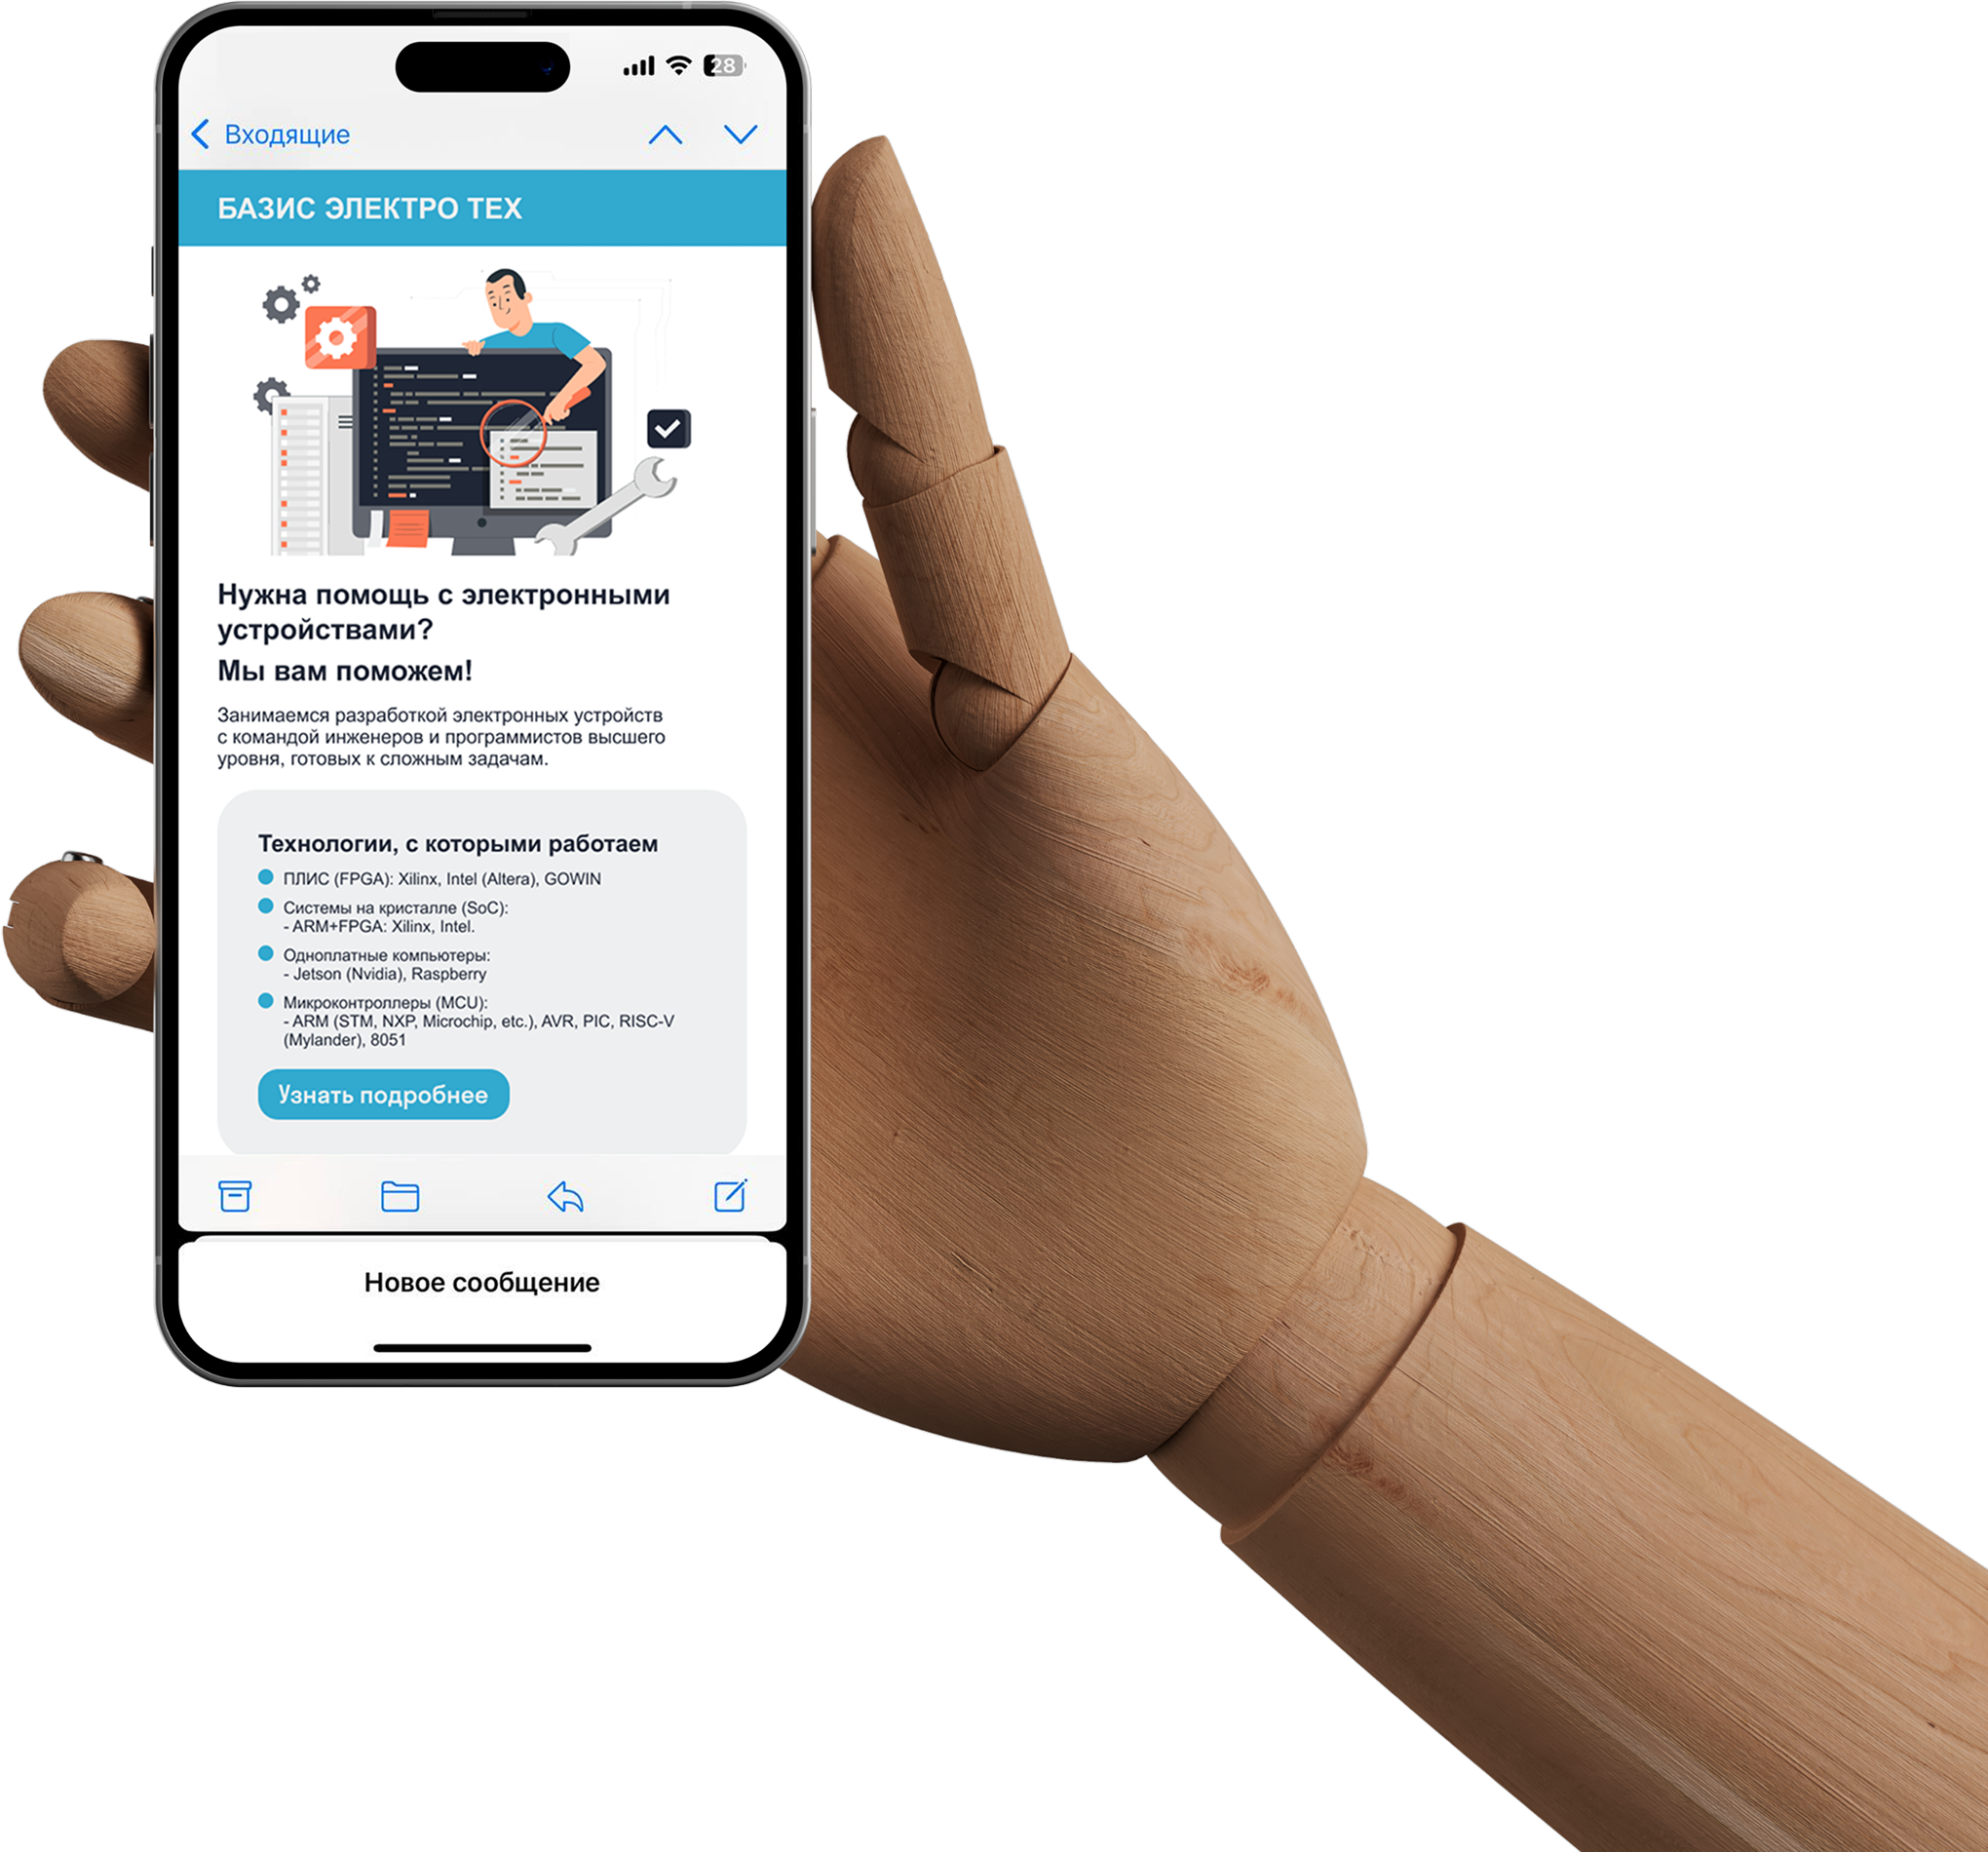 28
Входящие
БАЗИС ЭЛЕКТРО ТЕХ
Нужна помощь с электронными
устройствами?
Мы вам поможем!
Занимаемся разработкой электронных устройств
с командой инженеров и программистов высшего
уровня, готовых к сложным задачам.
Технологии, с которыми работаем
ПЛИС (FPGA): Xilinx, Intel (Altera), GOWIN
Системы на кристалле (SoC):
- ARM+FPGA: Xilinx, Intel.
Одноплатные компьютеры:
- Jetson (Nvidia), Raspberry
Микроконтроллеры (MCU):
- ARM (STM, NXP, Microchip, etc.), AVR, PIC, RISC-V
(Mylander), 8051
Узнать подробнее
Новое сообщение